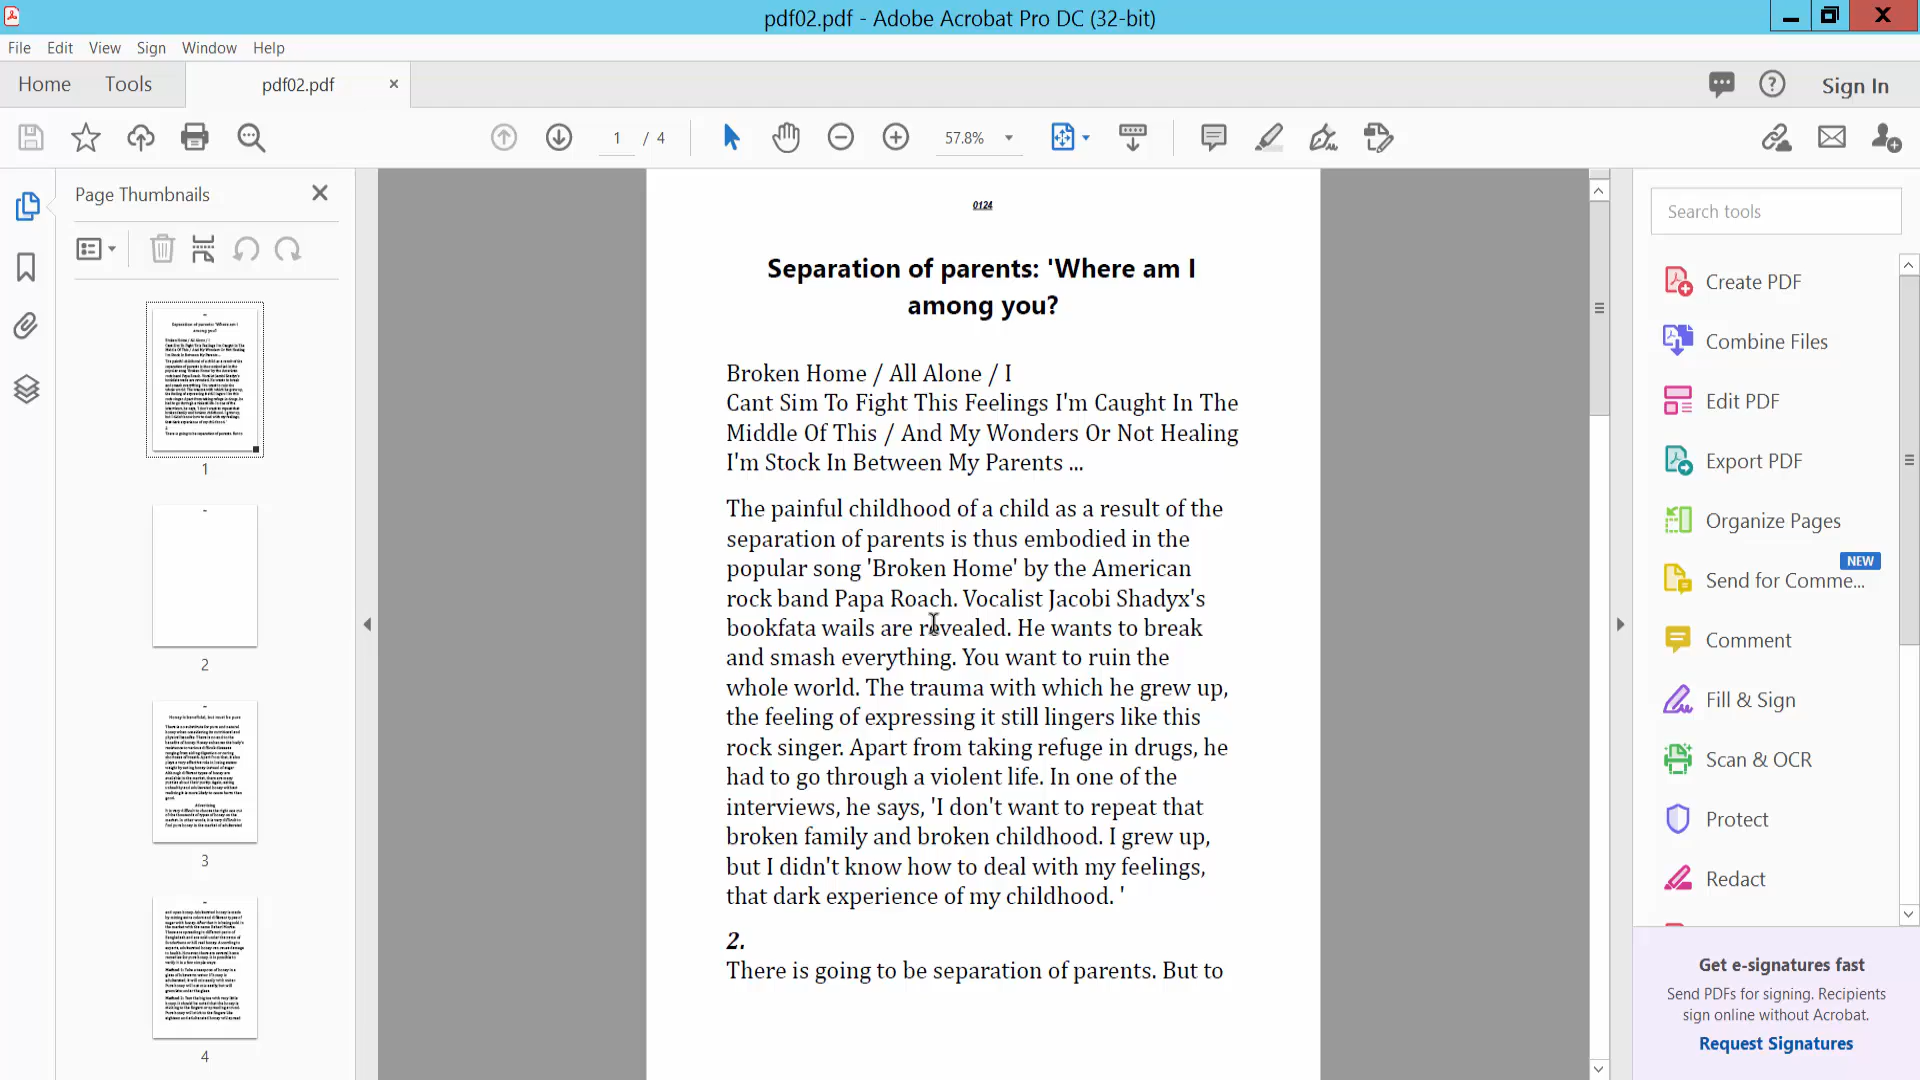 pdf02.pdf - Adobe Acrobat Pro DC (32-bit)
File Edit View Sign Window Help
Home Tools pdf02.pdf Sign In
1 / 4 57.8%
Page Thumbnails
1
2
3
4
0124
Separation of parents: 'Where am I
among you?
Broken Home / All Alone / I
Cant Sim To Fight This Feelings I'm Caught In The
Middle Of This / And My Wonders Or Not Healing
I'm Stock In Between My Parents ...
The painful childhood of a child as a result of the
separation of parents is thus embodied in the
popular song 'Broken Home' by the American
rock band Papa Roach. Vocalist Jacobi Shadyx's
bookfata wails are revealed. He wants to break
and smash everything. You want to ruin the
whole world. The trauma with which he grew up,
the feeling of expressing it still lingers like this
rock singer. Apart from taking refuge in drugs, he
had to go through a violent life. In one of the
interviews, he says, 'I don't want to repeat that
broken family and broken childhood. I grew up,
but I didn't know how to deal with my feelings,
that dark experience of my childhood. '
2.
There is going to be separation of parents. But to
Search tools
Create PDF
Combine Files
Edit PDF
Export PDF
Organize Pages
NEW
Send for Comme...
Comment
Fill & Sign
Scan & OCR
Protect
Redact
Get e-signatures fast
Send PDFs for signing. Recipients
sign online without Acrobat.
Request Signatures